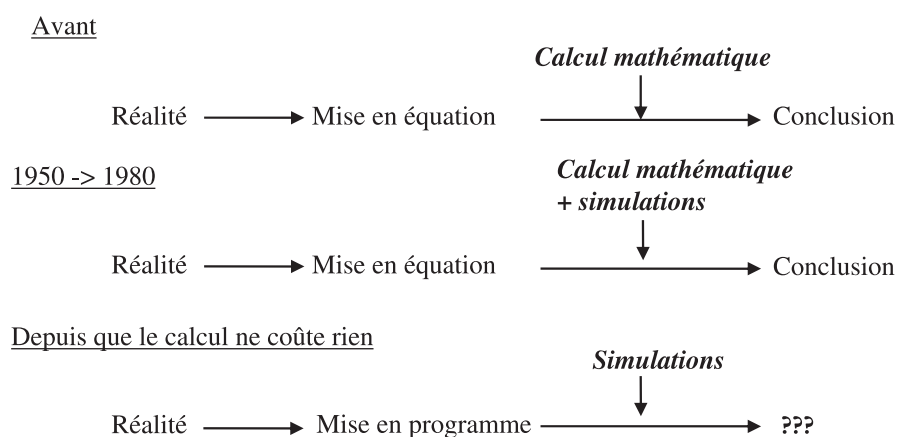 Avant
Calcul mathématique
Réalité Mise en équation Conclusion
1950 -> 1980
Calcul mathématique
+ simulations
Réalité Mise en équation Conclusion
Depuis que le calcul ne coûte rien
Simulations
Réalité Mise en programme ???